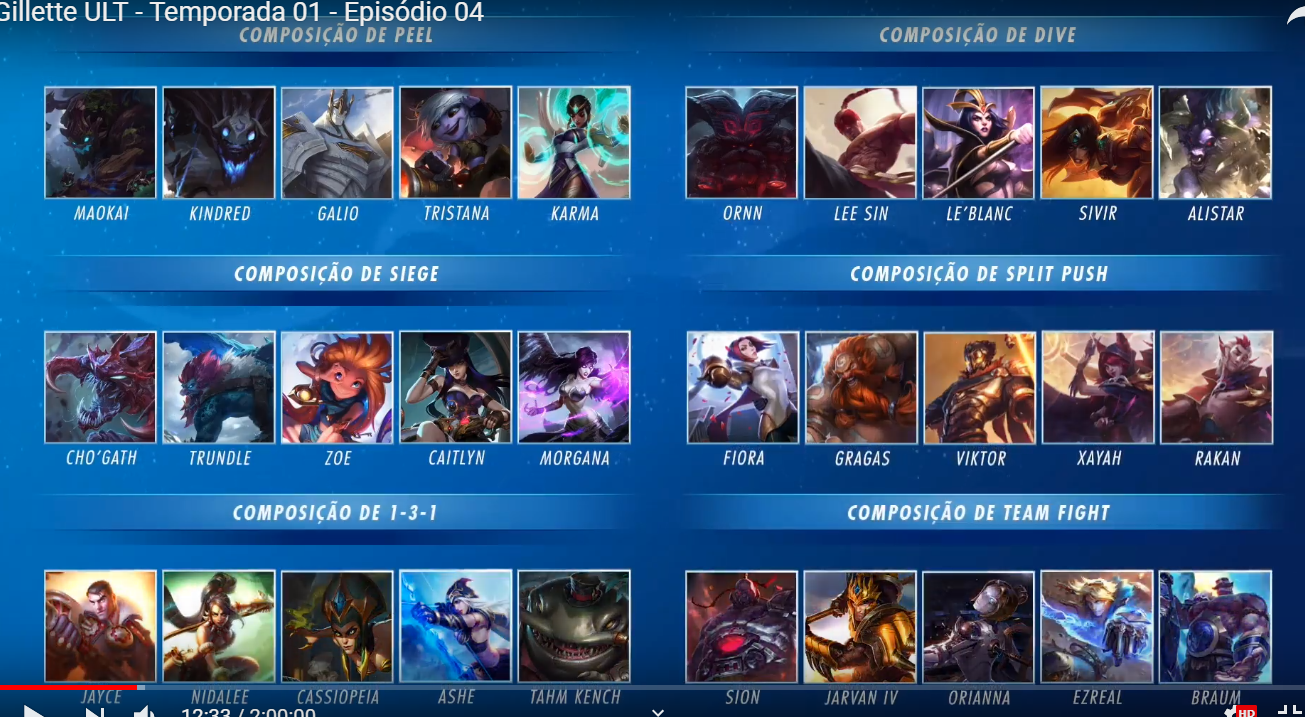 Gillette ULT - Temporada 01 - Episódio 04
COMPOSIÇÃO DE PEEL
MAOKAI KINDRED GALIO TRISTANA KARMA
COMPOSIÇÃO DE DIVE
ORNN LEE SIN LE'BLANC SIVIR ALISTAR
COMPOSIÇÃO DE SIEGE
CHO'GATH TRUNDLE ZOE CAITLYN MORGANA
COMPOSIÇÃO DE SPLIT PUSH
FIORA GRAGAS VIKTOR XAYAH RAKAN
COMPOSIÇÃO DE 1-3-1
JAYCE NIDALEE CASSIOPEIA ASHE TAHM KENCH
COMPOSIÇÃO DE TEAM FIGHT
SION JARVAN IV ORIANNA EZREAL BRAUM
12:33 / 2:00:00
HD